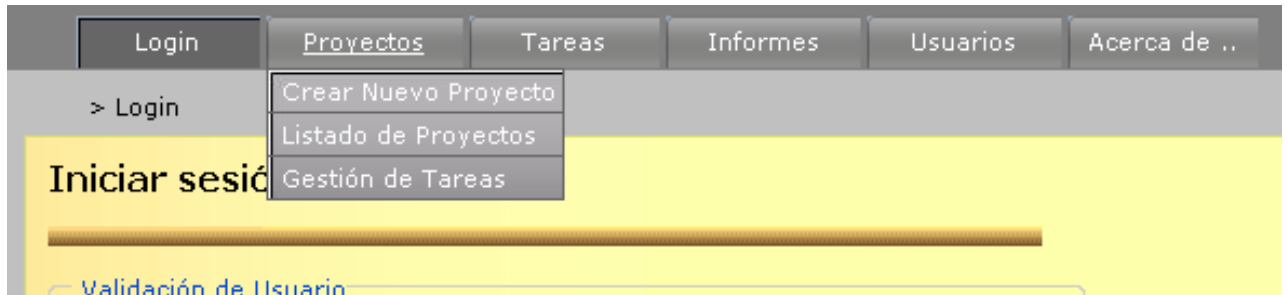 Login Proyectos Tareas Informes Usuarios Acerca de ..
Crear Nuevo Proyecto
> Login
Listado de Proyectos
Iniciar sesió
Gestión de Tareas
Validación de Usuario